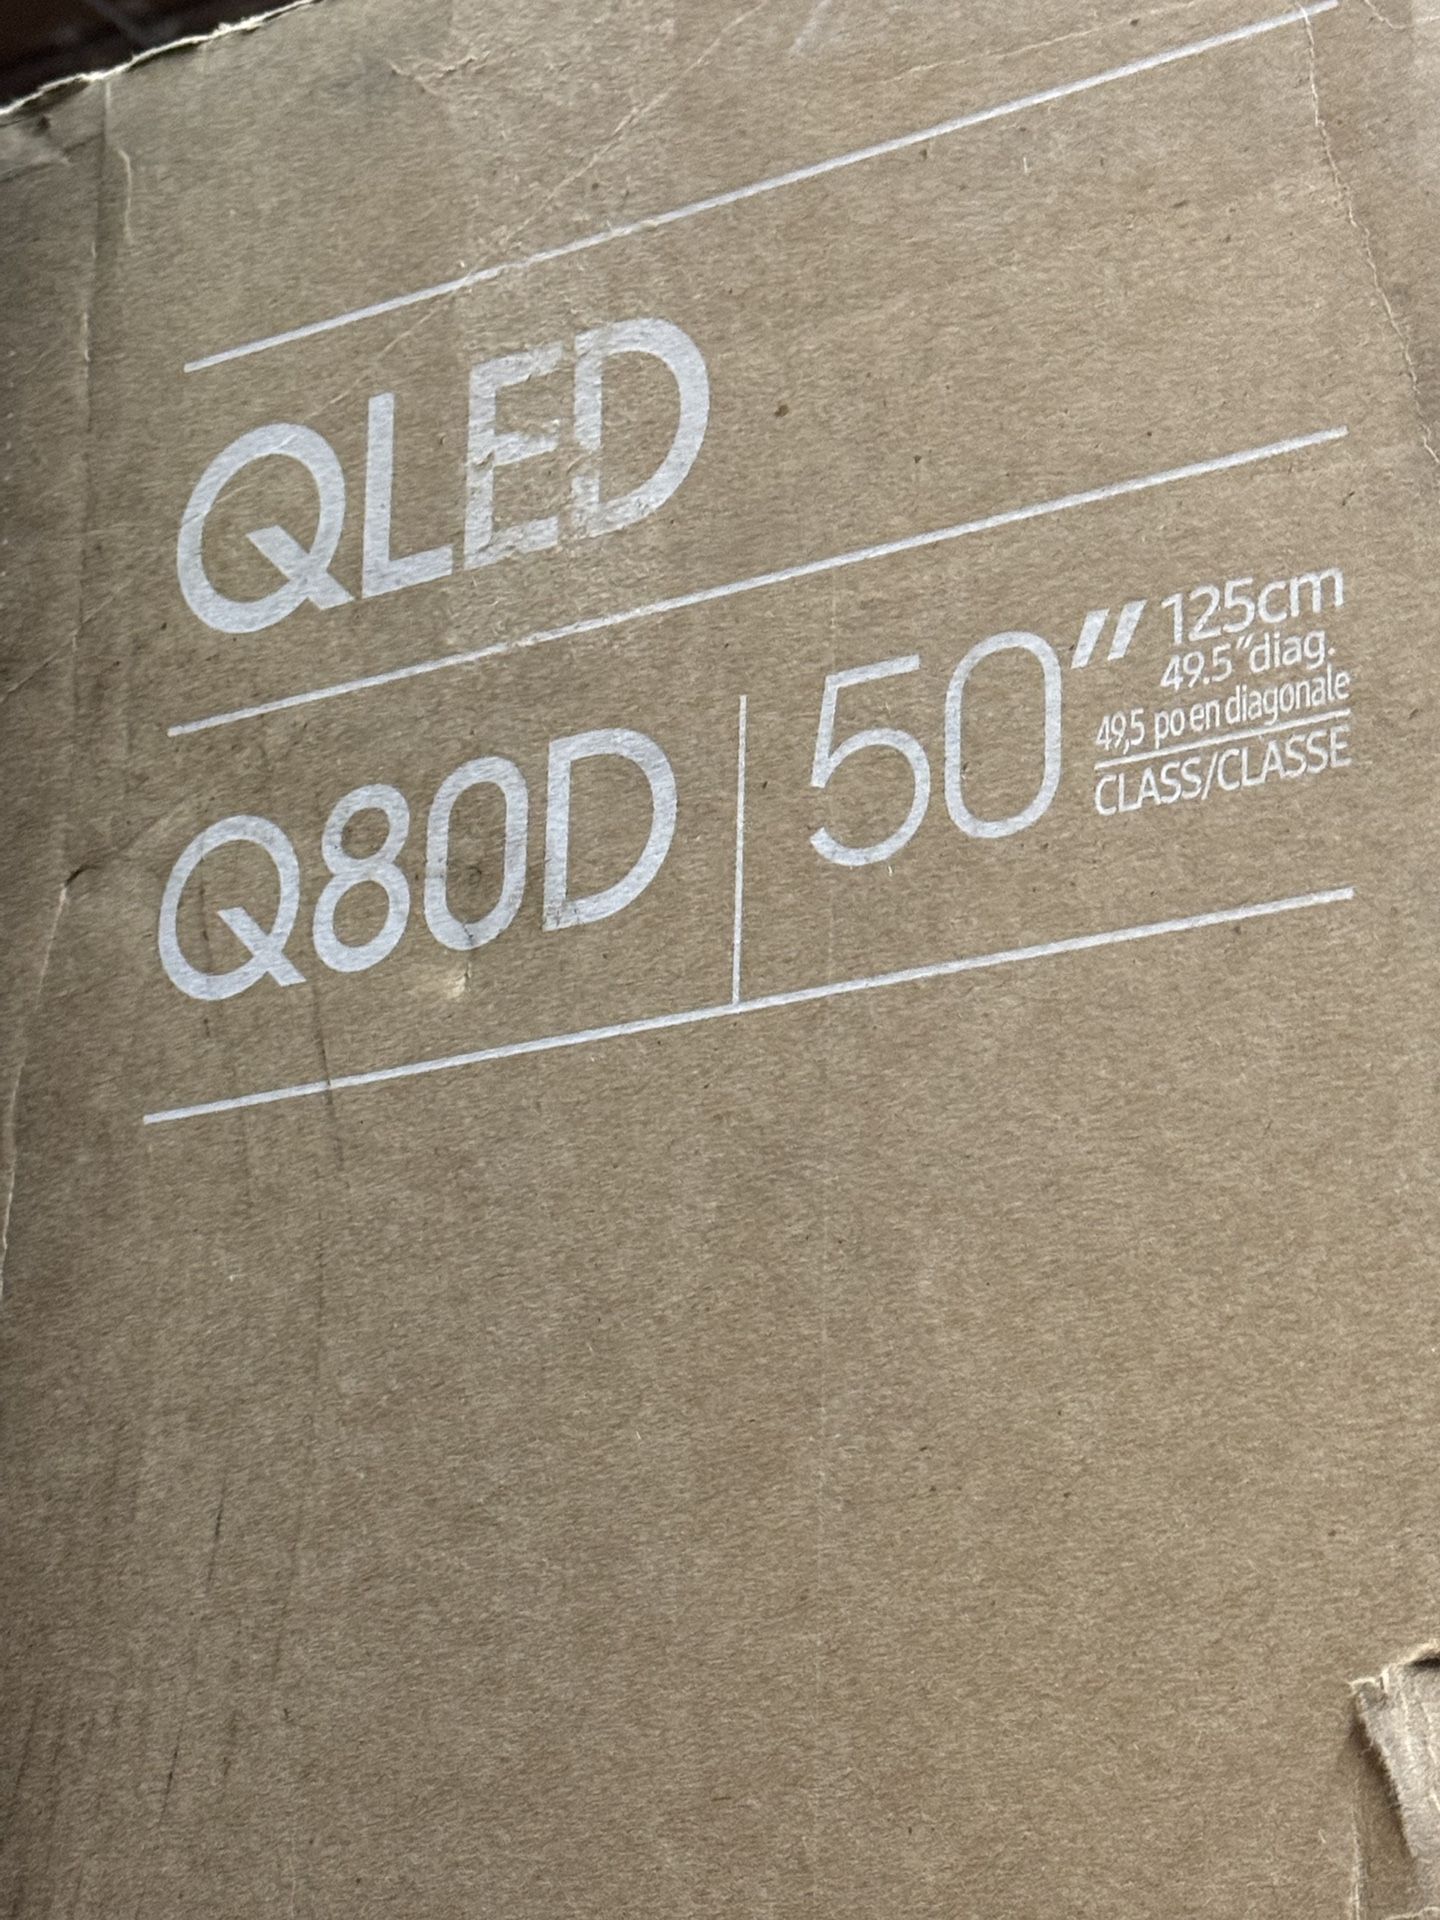 QLED
Q80D
50"
125cm
49.5"diag.
49,5 po en diagonale
CLASS/CLASSE